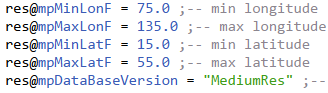 res@mpMinLonF = 75.0 ;-- min longitude
res@mpMaxLonF = 135.0 ;-- max longitude
res@mpMinLatF = 15.0 ;-- min latitude
res@mpMaxLatF = 55.0 ;-- max latitude
res@mpDataBaseVersion = "MediumRes" ;--